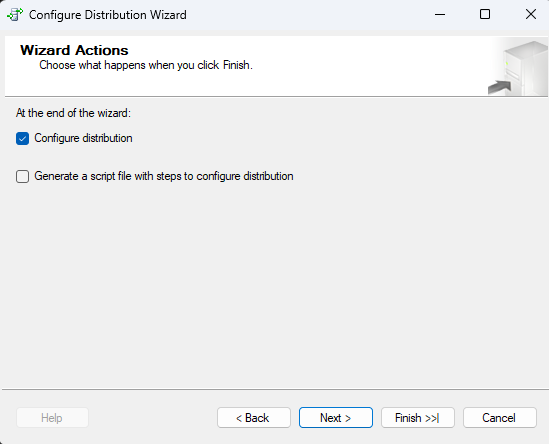 Configure Distribution Wizard
Wizard Actions
Choose what happens when you click Finish.
At the end of the wizard:
Configure distribution
Generate a script file with steps to configure distribution
Help
< Back
Next >
Finish >>|
Cancel